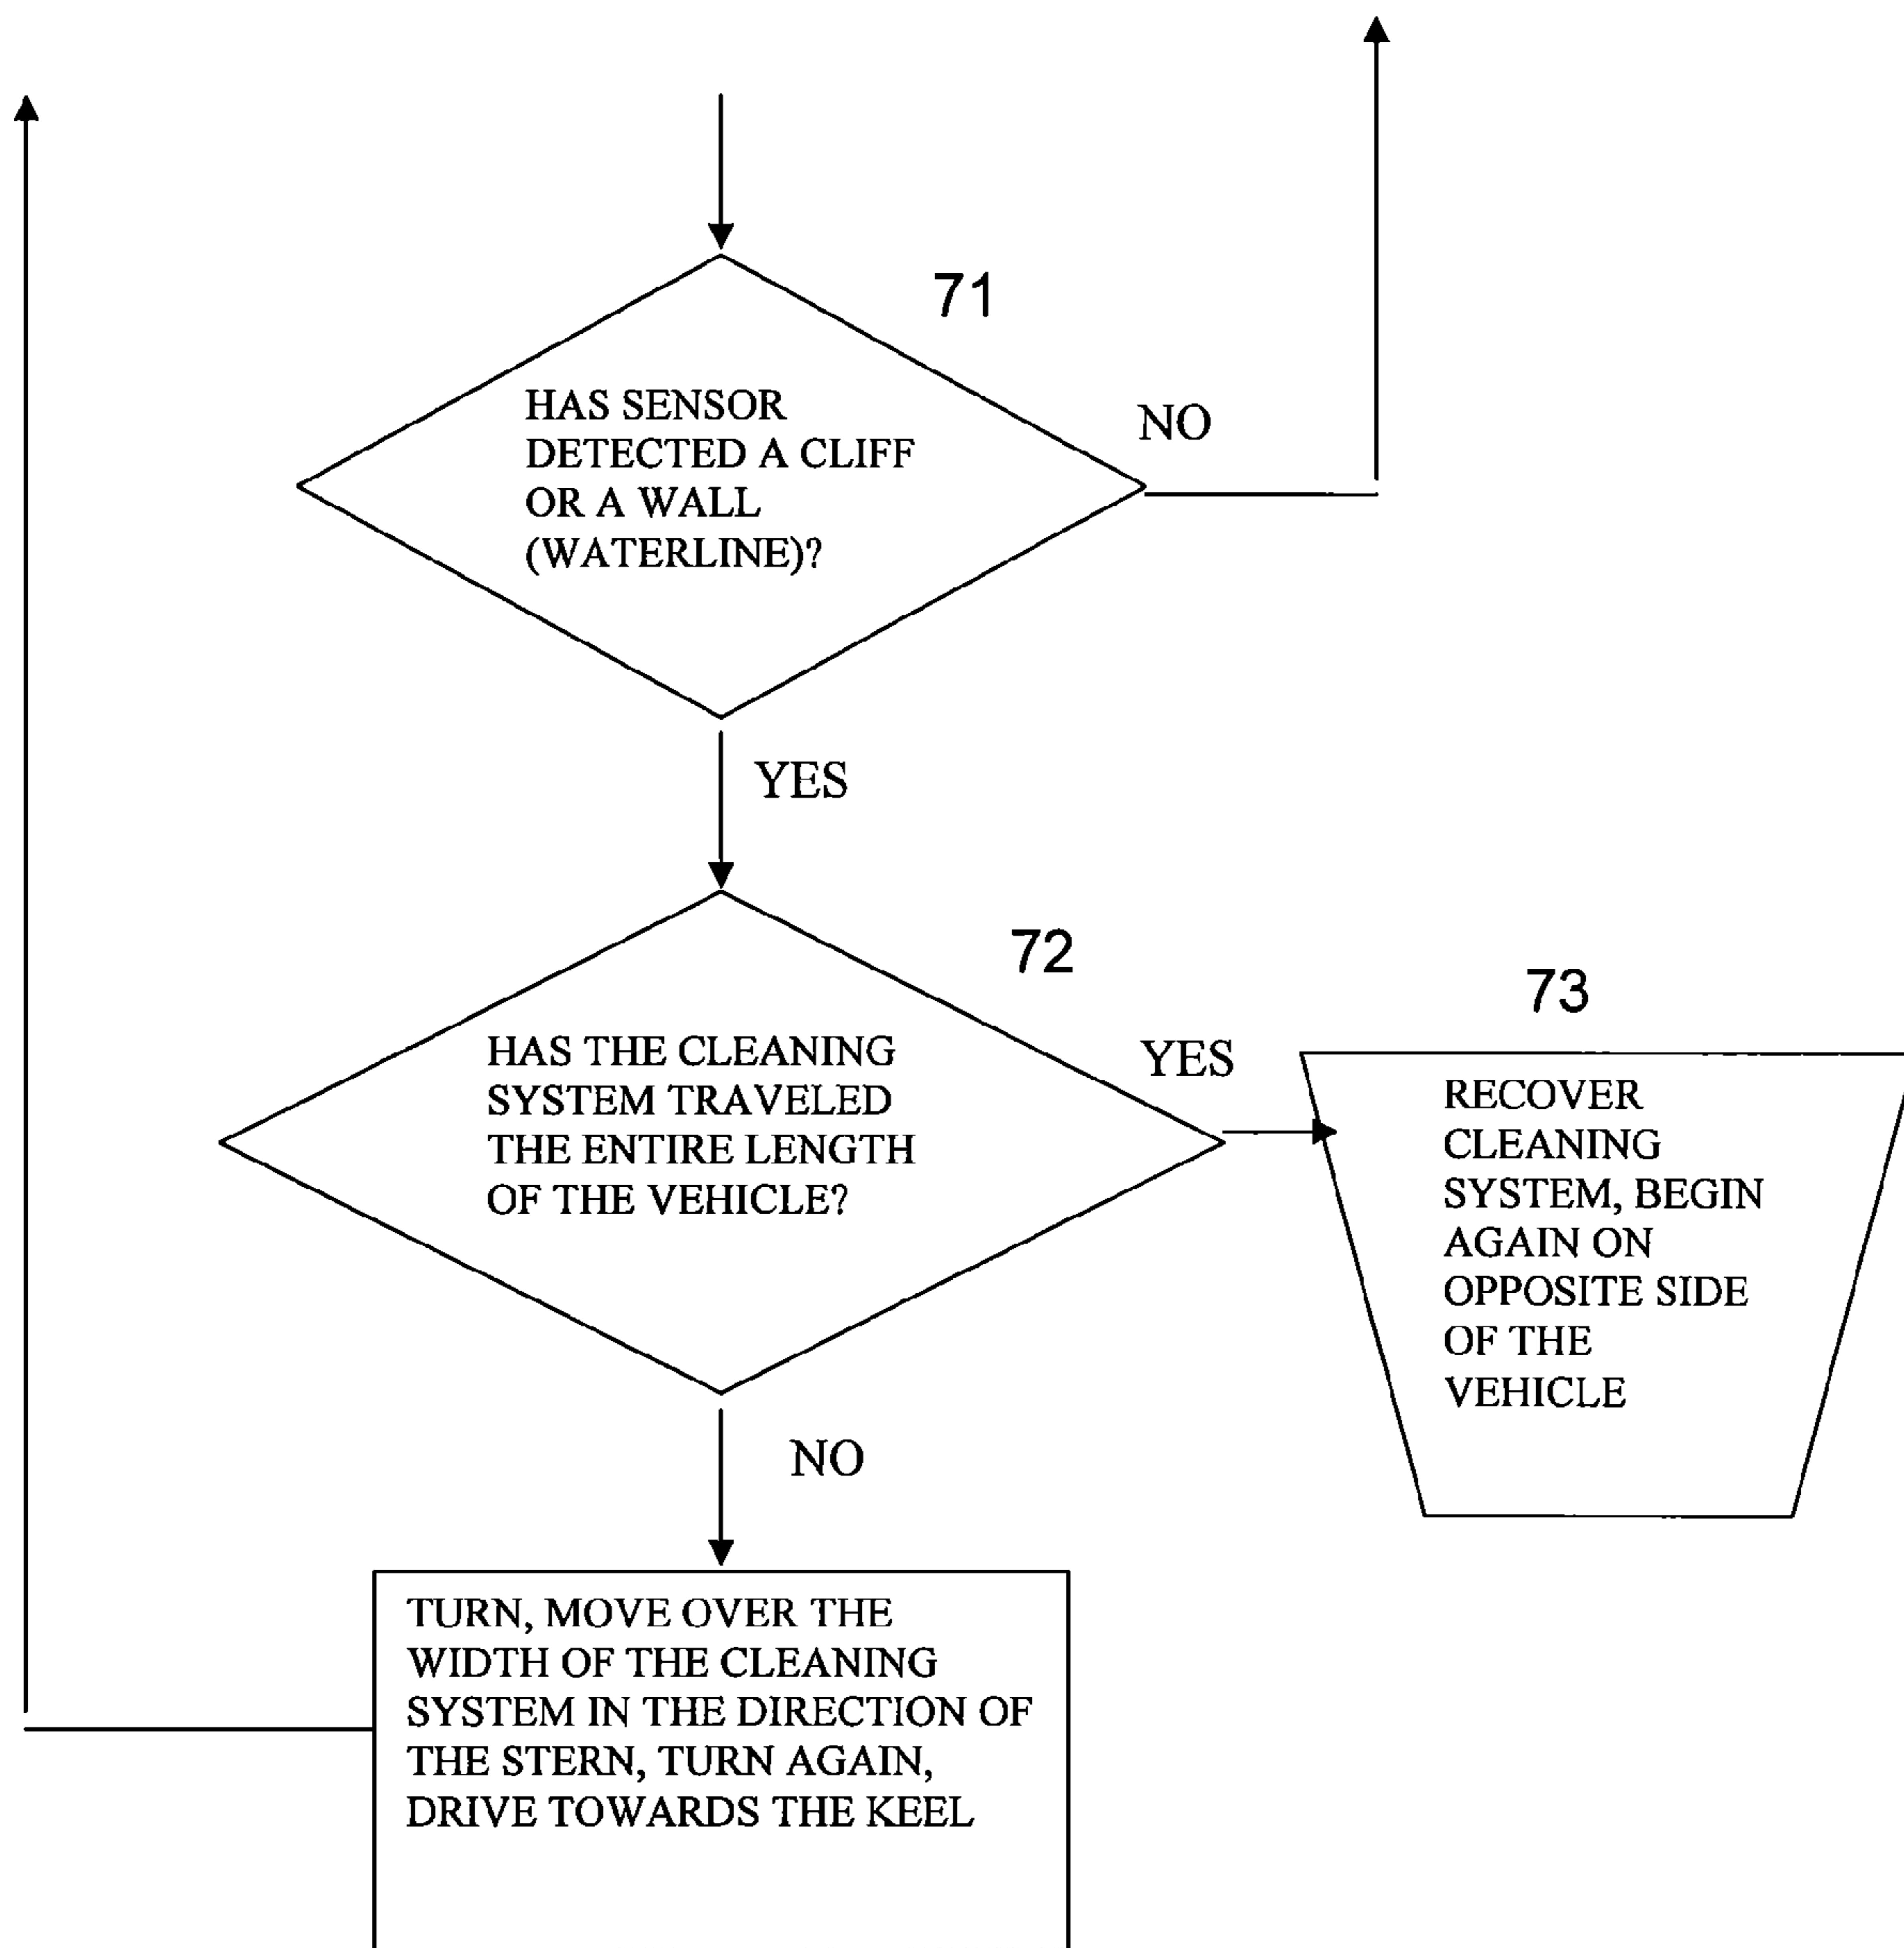 71
HAS SENSOR
DETECTED A CLIFF
OR A WALL
(WATERLINE)?
NO
YES
72
HAS THE CLEANING
SYSTEM TRAVELED
THE ENTIRE LENGTH
OF THE VEHICLE?
YES
73
RECOVER
CLEANING
SYSTEM, BEGIN
AGAIN ON
OPPOSITE SIDE
OF THE
VEHICLE
NO
TURN, MOVE OVER THE
WIDTH OF THE CLEANING
SYSTEM IN THE DIRECTION OF
THE STERN, TURN AGAIN,
DRIVE TOWARDS THE KEEL